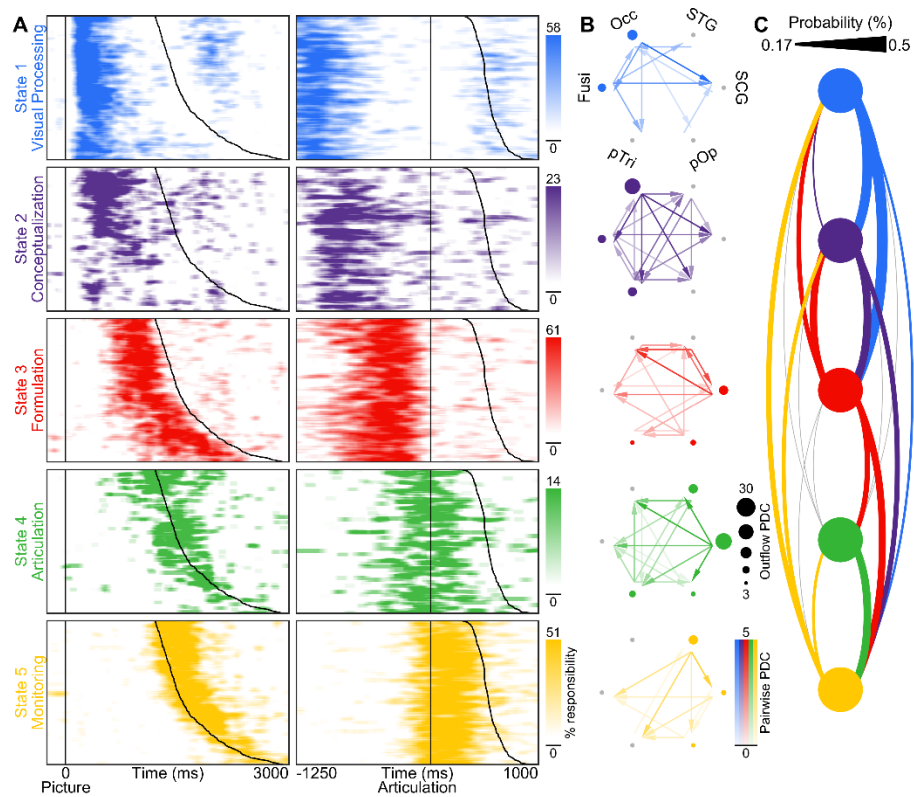 A
State 1
Visual Processing
58
0
State 2
Conceptualization
23
0
State 3
Formulation
61
0
State 4
Articulation
14
0
State 5
Monitoring
51
0
% responsibility
0 Time (ms) 3000
Picture
-1250 Time (ms) 1000
Articulation
B
Occ
STG
Fusi
SCG
pTri
pOp
30
3
Outflow PDC
5
0
Pairwise PDC
C
Probability (%)
0.17 0.5